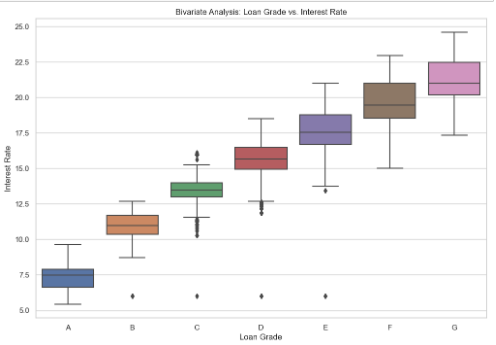 Bivariate Analysis: Loan Grade vs. Interest Rate
25.0
22.5
20.0
17.5
15.0
12.5
10.0
7.5
5.0
Interest Rate
A B C D E F G
Loan Grade